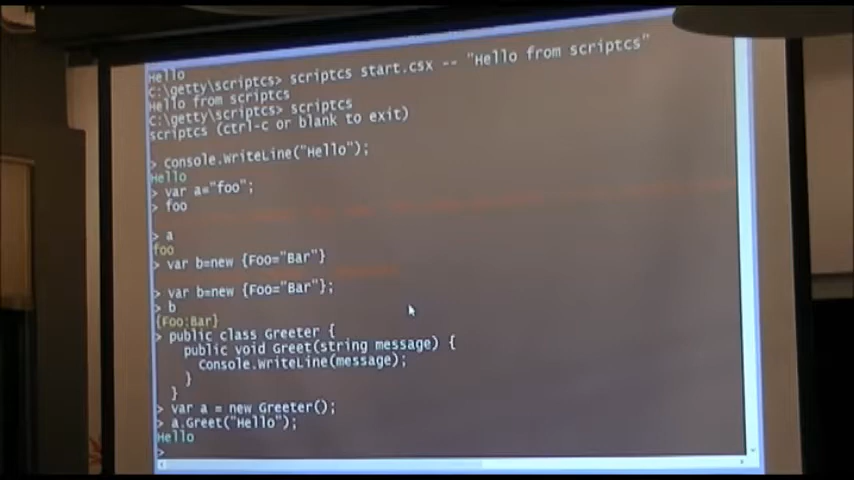 Hello
C:\getty\scriptcs> scriptcs start.csx -- "Hello from scriptcs"
Hello from scriptcs
C:\getty\scriptcs> scriptcs
scriptcs (ctrl-c or blank to exit)
> Console.WriteLine("Hello");
Hello
> var a="foo";
> foo
> a
foo
> var b=new {Foo="Bar"}
> var b=new {Foo="Bar"};
> b
{Foo:Bar}
> public class Greeter {
public void Greet(string message) {
Console.WriteLine(message);
}
}
> var a = new Greeter();
> a.Greet("Hello");
Hello
>